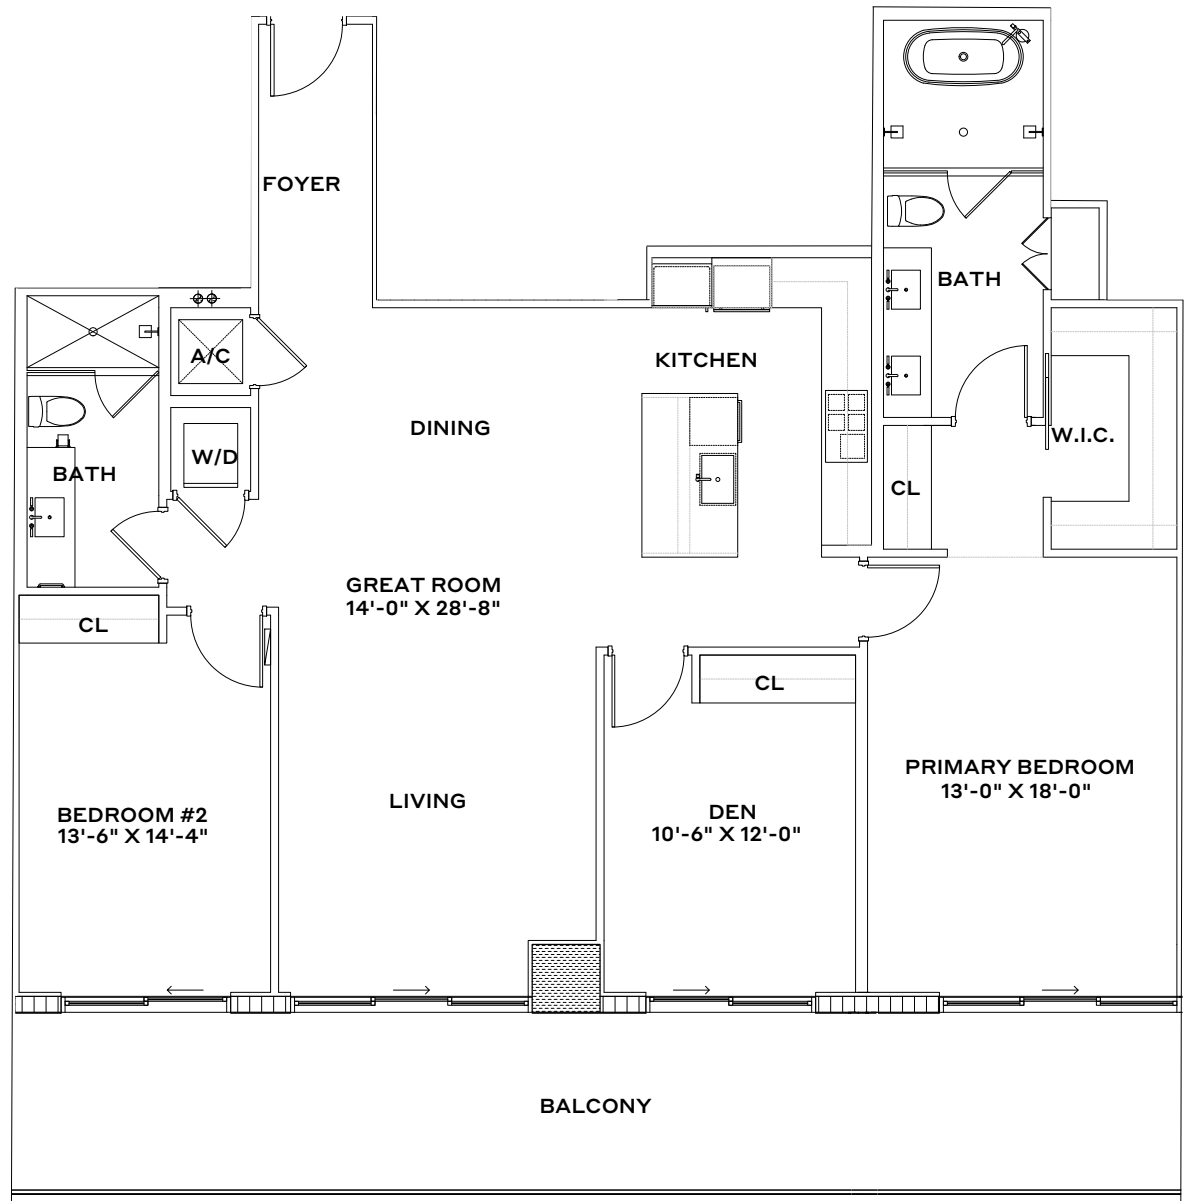 FOYER
BATH
A/C
KITCHEN
DINING
W.I.C.
W/D
BATH
CL
GREAT ROOM
14'-0" X 28'-8"
CL
CL
PRIMARY BEDROOM
13'-0" X 18'-0"
LIVING
BEDROOM #2
13'-6" X 14'-4"
DEN
10'-6" X 12'-0"
BALCONY